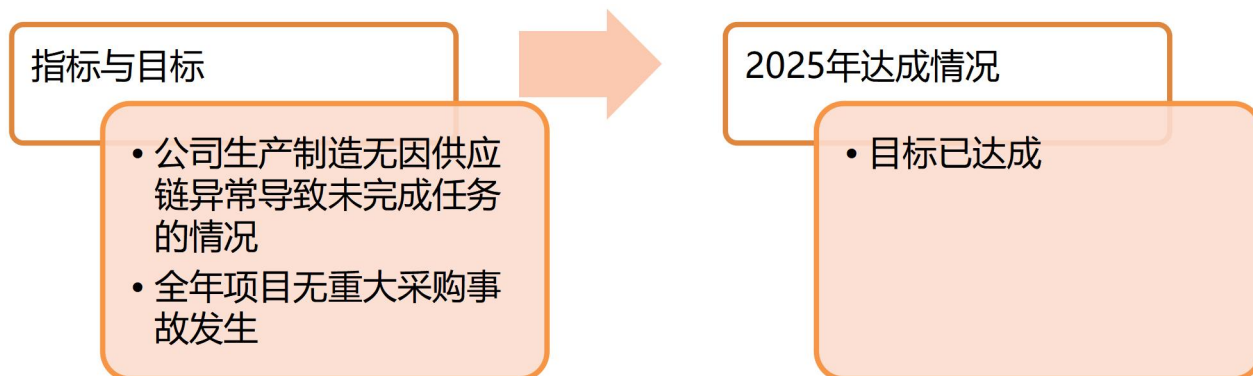 指标与目标
• 公司生产制造无因供应
链异常导致未完成任务
的情况
• 全年项目无重大采购事
故发生
2025年达成情况
• 目标已达成